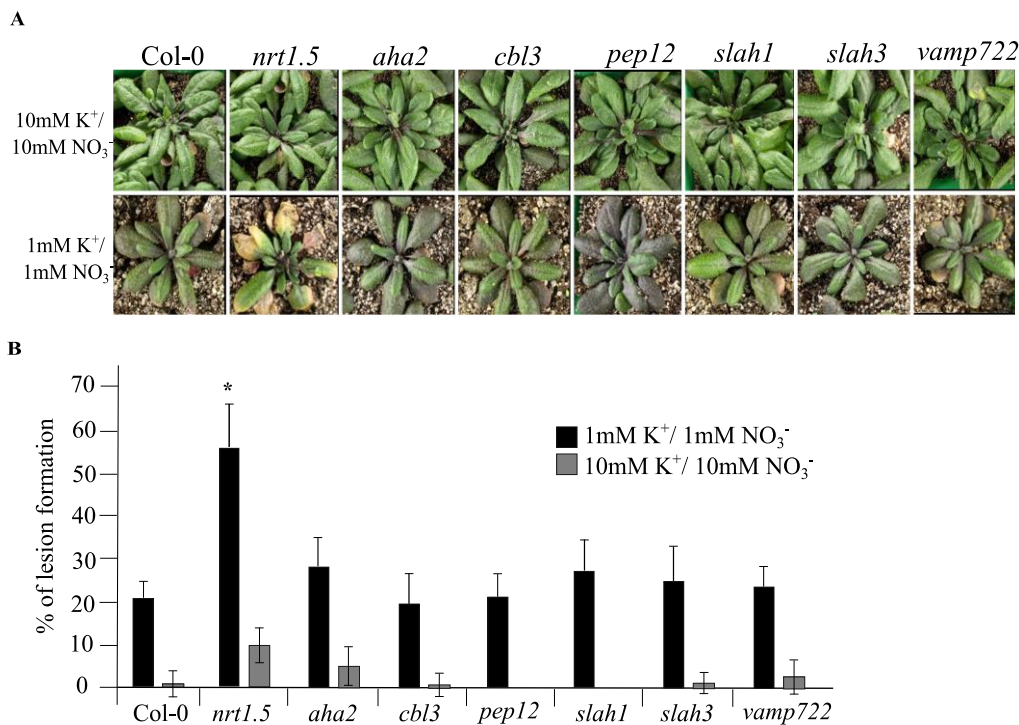 A
Col-0 nrt1.5 aha2 cbl3 pep12 slah1 slah3 vamp722
10mM K⁺/
10mM NO₃⁻
1mM K⁺/
1mM NO₃⁻
B
% of lesion formation
70
60
50
40
30
20
10
0
*
1mM K⁺/ 1mM NO₃⁻
10mM K⁺/ 10mM NO₃⁻
Col-0 nrt1.5 aha2 cbl3 pep12 slah1 slah3 vamp722